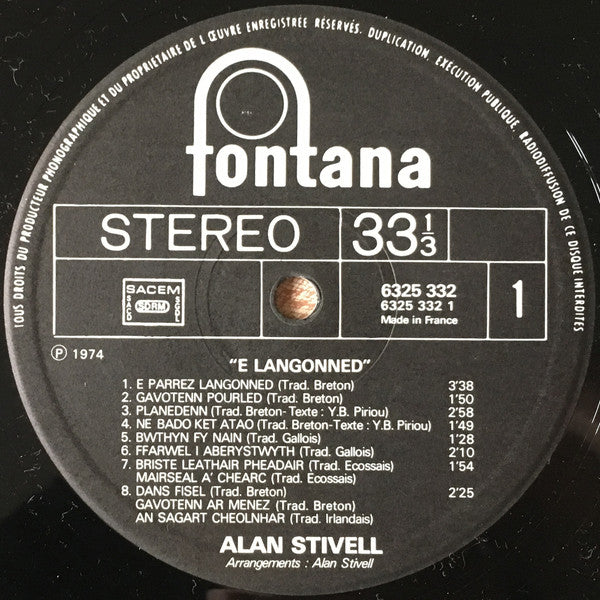 TOUS DROITS DU PRODUCTEUR PHONOGRAPHIQUE ET DU PROPRIETAIRE DE L'ŒUVRE ENREGISTRÉE RÉSERVÉS. DUPLICATION, EXECUTION PUBLIQUE, RADIODIFFUSION DE CE DISQUE INTERDITES
fontana
STEREO 33 1/3
SACEM
SACD SDRM SGDL
6325 332
6325 332 1
Made in France
1
℗ 1974
"E LANGONNED"
1. E PARREZ LANGONNED (Trad. Breton) 3'38
2. GAVOTENN POURLED (Trad. Breton) 1'50
3. PLANEDENN (Trad. Breton-Texte : Y.B. Piriou) 2'58
4. NE BADO KET ATAO (Trad. Breton-Texte : Y.B. Piriou) 1'49
5. BWTHYN FY NAIN (Trad. Gallois) 1'28
6. FFARWEL I ABERYSTWYTH (Trad. Gallois) 2'10
7. BRISTE LEATHAIR PHEADAIR (Trad. Ecossais) 1'54
MAIRSEAL A' CHEARC (Trad. Ecossais)
8. DANS FISEL (Trad. Breton) 2'25
GAVOTENN AR MENEZ (Trad. Breton)
AN SAGART CHEOLNHAR (Trad. Irlandais)
ALAN STIVELL
Arrangements : Alan Stivell